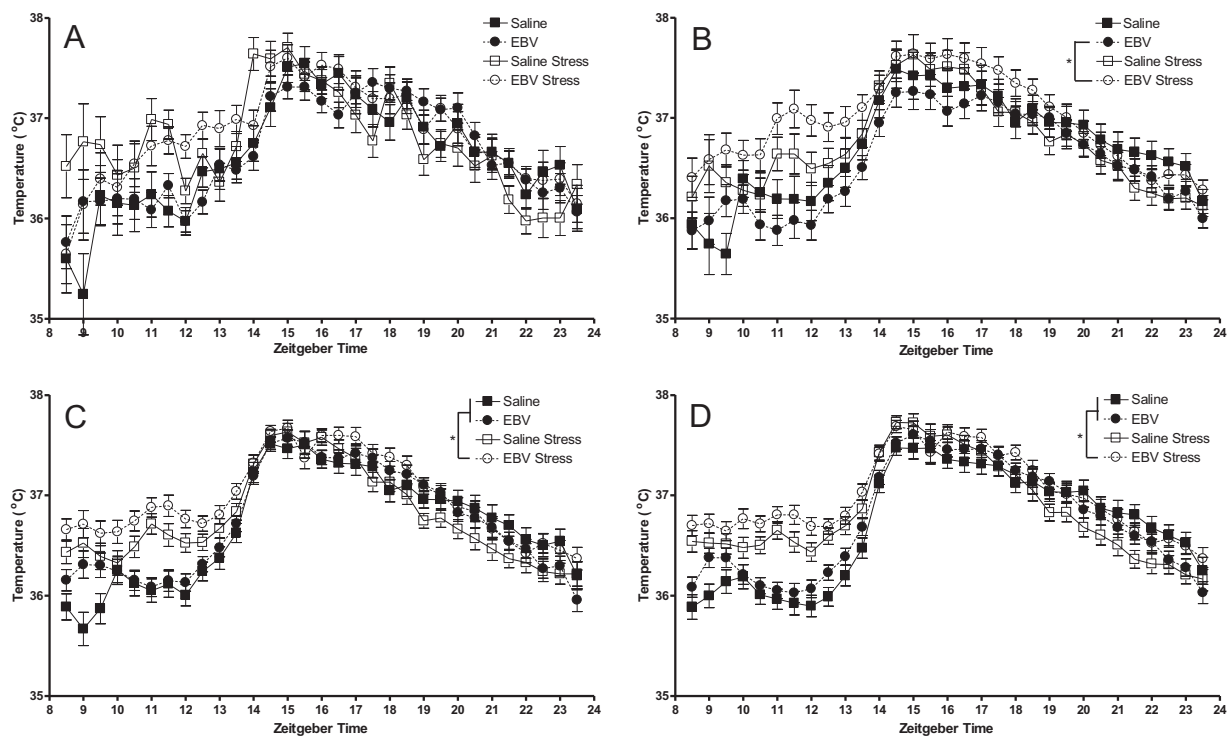 A
38
37
36
35
Temperature (°C)
8 9 10 11 12 13 14 15 16 17 18 19 20 21 22 23 24
Zeitgeber Time
Saline
EBV
Saline Stress
EBV Stress
B
38
37
36
35
Temperature (°C)
8 9 10 11 12 13 14 15 16 17 18 19 20 21 22 23 24
Zeitgeber Time
Saline
EBV
*
Saline Stress
EBV Stress
C
38
37
36
35
Temperature (°C)
8 9 10 11 12 13 14 15 16 17 18 19 20 21 22 23 24
Zeitgeber Time
Saline
EBV
*
Saline Stress
EBV Stress
D
38
37
36
35
Temperature (°C)
8 9 10 11 12 13 14 15 16 17 18 19 20 21 22 23 24
Zeitgeber Time
Saline
EBV
*
Saline Stress
EBV Stress